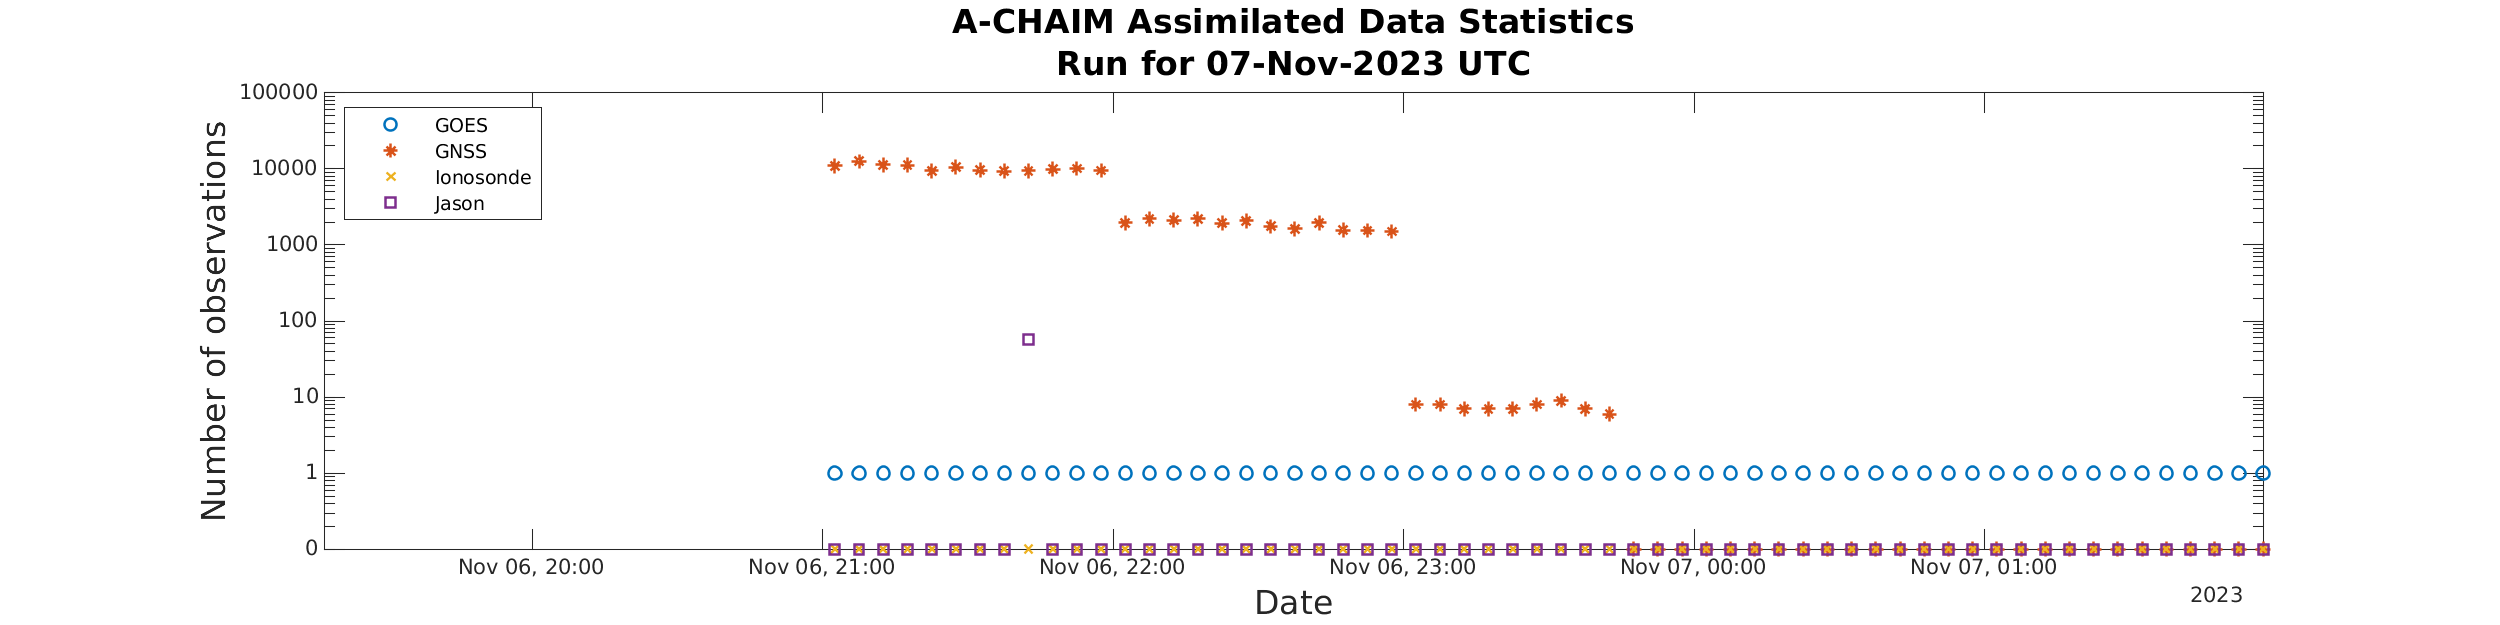 A-CHAIM Assimilated Data Statistics
Run for 07-Nov-2023 UTC
Number of observations
100000
10000
1000
100
10
1
0
GOES
GNSS
Ionosonde
Jason
Nov 06, 20:00
Nov 06, 21:00
Nov 06, 22:00
Nov 06, 23:00
Nov 07, 00:00
Nov 07, 01:00
2023
Date